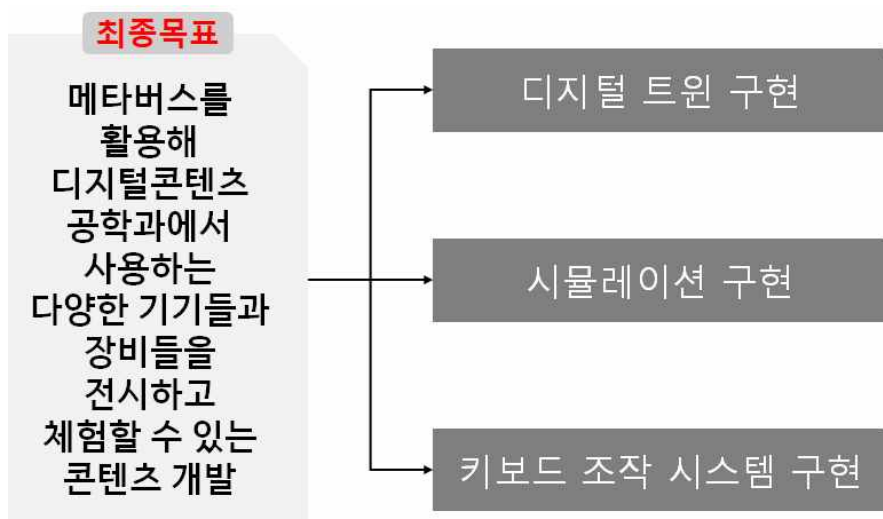 최종목표
메타버스를
활용해
디지털콘텐츠
공학과에서
사용하는
다양한 기기들과
장비들을
전시하고
체험할 수 있는
콘텐츠 개발
디지털 트윈 구현
시뮬레이션 구현
키보드 조작 시스템 구현